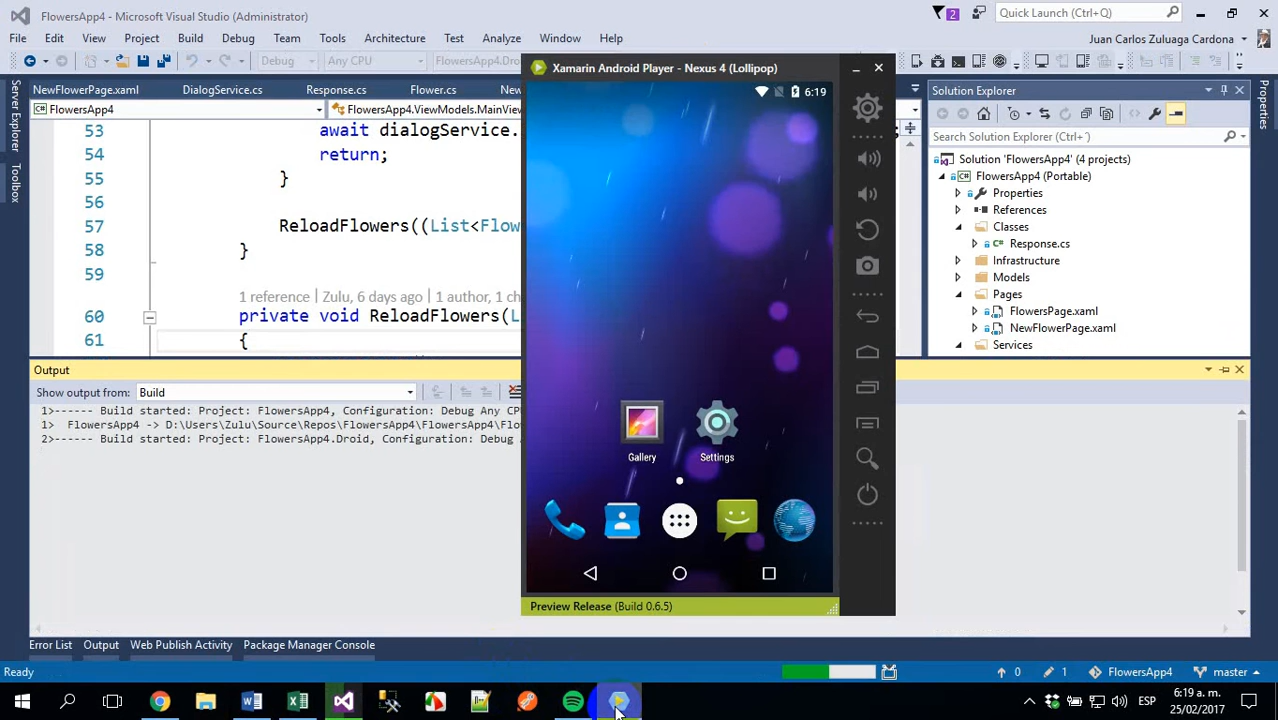 FlowersApp4 - Microsoft Visual Studio (Administrator)
2
Quick Launch (Ctrl+Q)
File Edit View Project Build Debug Team Tools Architecture Test Analyze Window Help
Juan Carlos Zuluaga Cardona
Debug Any CPU FlowersApp4.Dro
Xamarin Android Player - Nexus 4 (Lollipop)
NewFlowerPage.xaml DialogService.cs Response.cs Flower.cs
FlowersApp4 FlowersApp4.ViewModels.MainView
Server Explorer
Toolbox
53 await dialogService.
54 return;
55 }
56
57 ReloadFlowers((List<Flow
58 }
59
1 reference | Zulu, 6 days ago | 1 author, 1 ch
60 private void ReloadFlowers(L
61 {
6:19
Gallery
Settings
Preview Release (Build 0.6.5)
Solution Explorer
Search Solution Explorer (Ctrl+´)
Solution 'FlowersApp4' (4 projects)
FlowersApp4 (Portable)
Properties
References
Classes
Response.cs
Infrastructure
Models
Pages
FlowersPage.xaml
NewFlowerPage.xaml
Services
Properties
Output
Show output from: Build
1>------ Build started: Project: FlowersApp4, Configuration: Debug Any CPU
1> FlowersApp4 -> D:\Users\Zulu\Source\Repos\FlowersApp4\FlowersApp4\Flo
2>------ Build started: Project: FlowersApp4.Droid, Configuration: Debug
Error List Output Web Publish Activity Package Manager Console
Ready
0 1 FlowersApp4 master
ESP
6:19 a. m.
25/02/2017